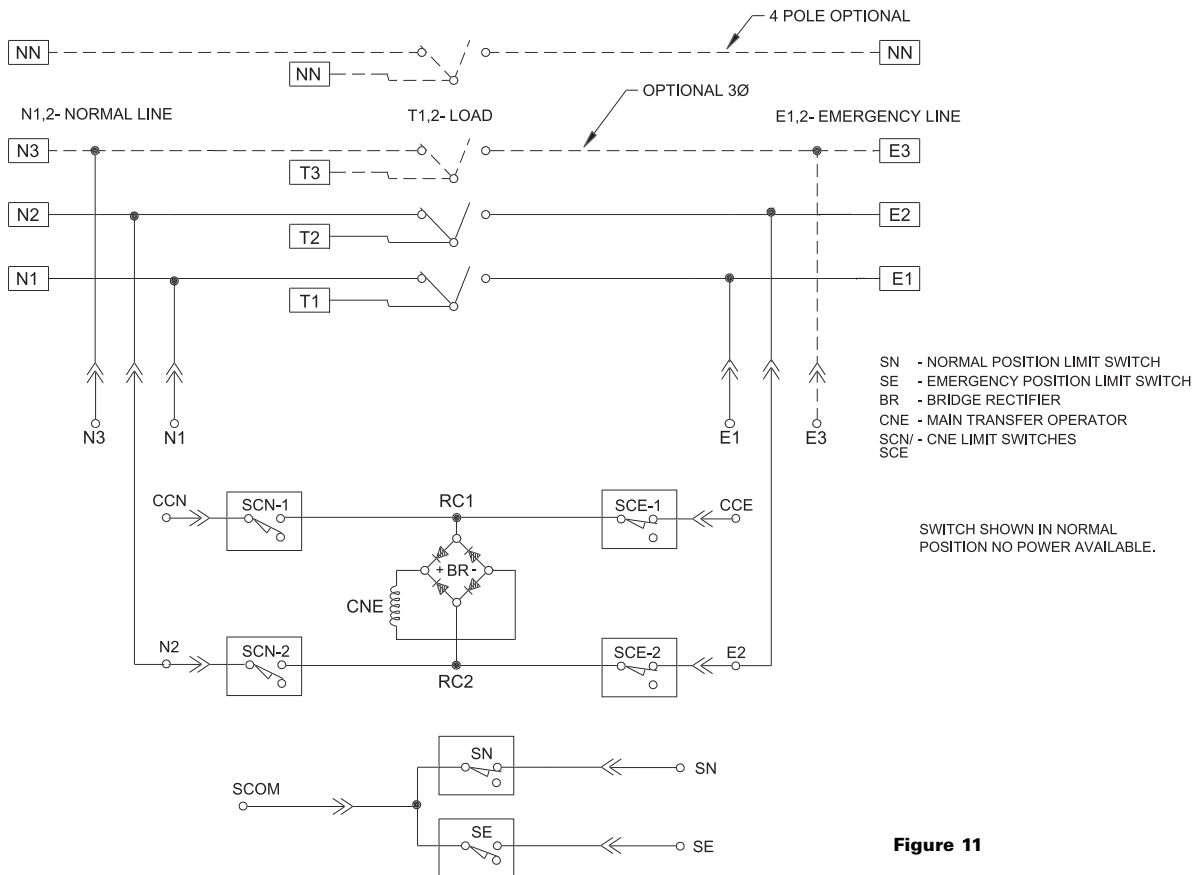 4 POLE OPTIONAL
NN
NN
NN
OPTIONAL 3Ø
N1,2- NORMAL LINE
T1,2- LOAD
E1,2- EMERGENCY LINE
N3
E3
T3
N2
E2
T2
N1
E1
T1
SN - NORMAL POSITION LIMIT SWITCH
SE - EMERGENCY POSITION LIMIT SWITCH
BR - BRIDGE RECTIFIER
CNE - MAIN TRANSFER OPERATOR
SCN/ - CNE LIMIT SWITCHES
SCE
N3
N1
E1
E3
CCN
SCN-1
RC1
SCE-1
CCE
SWITCH SHOWN IN NORMAL
POSITION NO POWER AVAILABLE.
+ BR -
CNE
N2
SCN-2
RC2
SCE-2
E2
SN
SN
SCOM
SE
SE
Figure 11